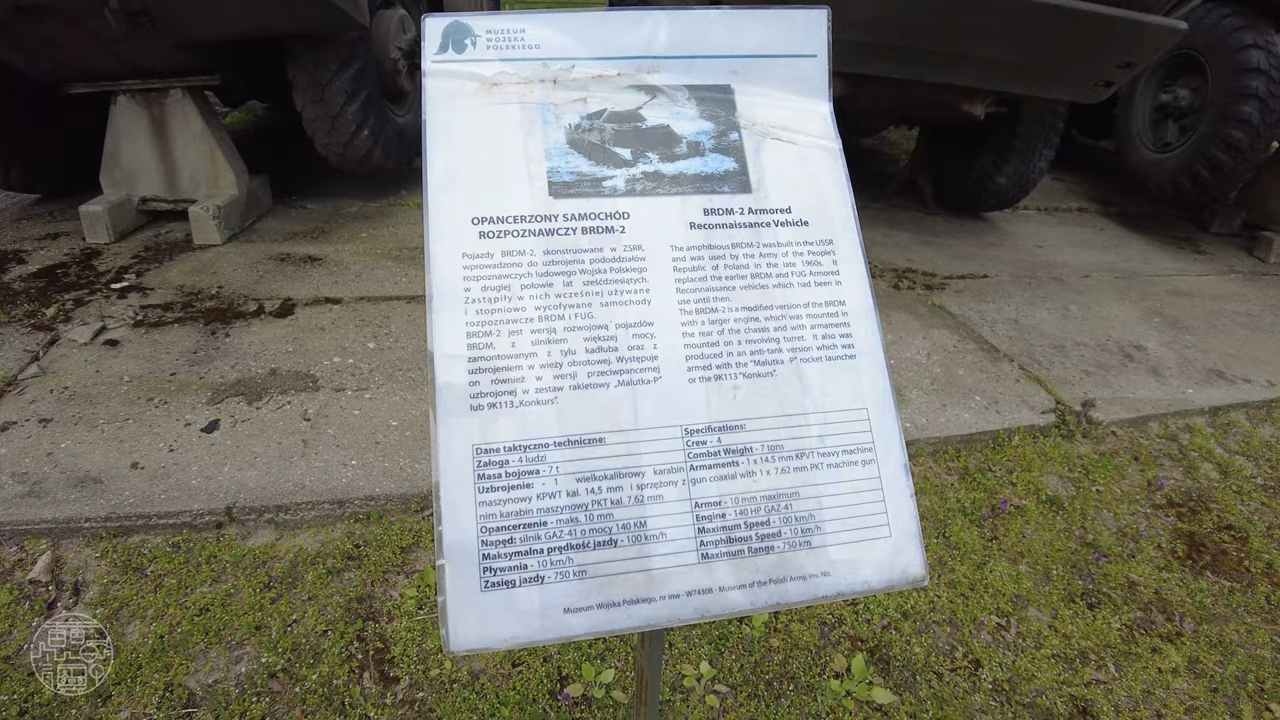 MUZEUM
WOJSKA
POLSKIEGO
OPANCERZONY SAMOCHÓD
ROZPOZNAWCZY BRDM-2
Pojazdy BRDM-2, skonstruowane w ZSRR,
wprowadzono do uzbrojenia pododdziałów
rozpoznawczych ludowego Wojska Polskiego
w drugiej połowie lat sześćdziesiątych.
Zastąpiły w nich wcześniej używane
i stopniowo wycofywane samochody
rozpoznawcze BRDM i FUG.
BRDM-2 jest wersją rozwojową pojazdów
BRDM, z silnikiem większej mocy,
zamontowanym z tyłu kadłuba oraz z
uzbrojeniem w wieży obrotowej. Występuje
on również w wersji przeciwpancernej
uzbrojonej w zestaw rakietowy „Malutka-P”
lub 9K113 „Konkurs”.
BRDM-2 Armored
Reconnaissance Vehicle
The amphibious BRDM-2 was built in the USSR
and was used by the Army of the People's
Republic of Poland in the late 1960s. It
replaced the earlier BRDM and FUG Armored
Reconnaissance vehicles which had been in
use until then.
The BRDM-2 is a modified version of the BRDM
with a larger engine, which was mounted in
the rear of the chassis and with armaments
mounted on a revolving turret. It also was
produced in an anti-tank version which was
armed with the "Malutka -P" rocket launcher
or the 9K113 "Konkurs".
Dane taktyczno-techniczne:
Załoga - 4 ludzi
Masa bojowa - 7 t
Uzbrojenie: - 1 wielkokalibrowy karabin
maszynowy KPWT kal. 14,5 mm i sprzężony z
nim karabin maszynowy PKT kal. 7,62 mm
Opancerzenie - maks. 10 mm
Napęd: silnik GAZ-41 o mocy 140 KM
Maksymalna prędkość jazdy - 100 km/h
Pływania - 10 km/h
Zasięg jazdy - 750 km
Specifications:
Crew - 4
Combat Weight - 7 tons
Armaments - 1 x 14.5 mm KPVT heavy machine
gun coaxial with 1 x 7.62 mm PKT machine gun
Armor - 10 mm maximum
Engine - 140 HP GAZ-41
Maximum Speed - 100 km/h
Amphibious Speed - 10 km/h
Maximum Range - 750 km
Muzeum Wojska Polskiego, nr inw - W74308 - Museum of the Polish Army, Inv. No.